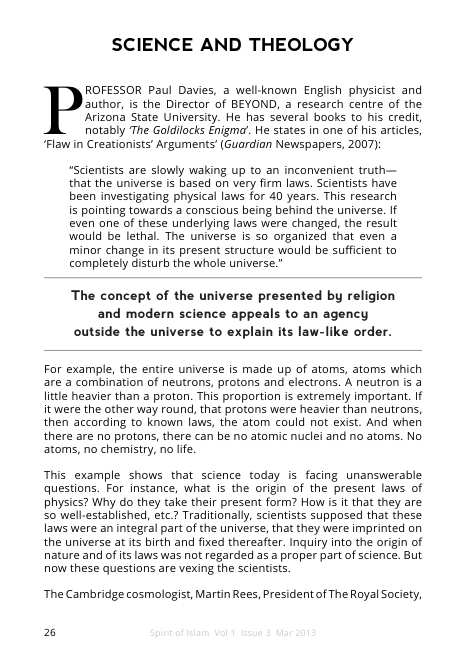 SCIENCE AND THEOLOGY
PROFESSOR Paul Davies, a well-known English physicist and
author, is the Director of BEYOND, a research centre of the
Arizona State University. He has several books to his credit,
notably ‘The Goldilocks Enigma’. He states in one of his articles,
‘Flaw in Creationists’ Arguments’ (Guardian Newspapers, 2007):
“Scientists are slowly waking up to an inconvenient truth—
that the universe is based on very firm laws. Scientists have
been investigating physical laws for 40 years. This research
is pointing towards a conscious being behind the universe. If
even one of these underlying laws were changed, the result
would be lethal. The universe is so organized that even a
minor change in its present structure would be sufficient to
completely disturb the whole universe.”
The concept of the universe presented by religion
and modern science appeals to an agency
outside the universe to explain its law-like order.
For example, the entire universe is made up of atoms, atoms which
are a combination of neutrons, protons and electrons. A neutron is a
little heavier than a proton. This proportion is extremely important. If
it were the other way round, that protons were heavier than neutrons,
then according to known laws, the atom could not exist. And when
there are no protons, there can be no atomic nuclei and no atoms. No
atoms, no chemistry, no life.
This example shows that science today is facing unanswerable
questions. For instance, what is the origin of the present laws of
physics? Why do they take their present form? How is it that they are
so well-established, etc.? Traditionally, scientists supposed that these
laws were an integral part of the universe, that they were imprinted on
the universe at its birth and fixed thereafter. Inquiry into the origin of
nature and of its laws was not regarded as a proper part of science. But
now these questions are vexing the scientists.
The Cambridge cosmologist, Martin Rees, President of The Royal Society,
26
Spirit of Islam Vol 1 Issue 3 Mar 2013